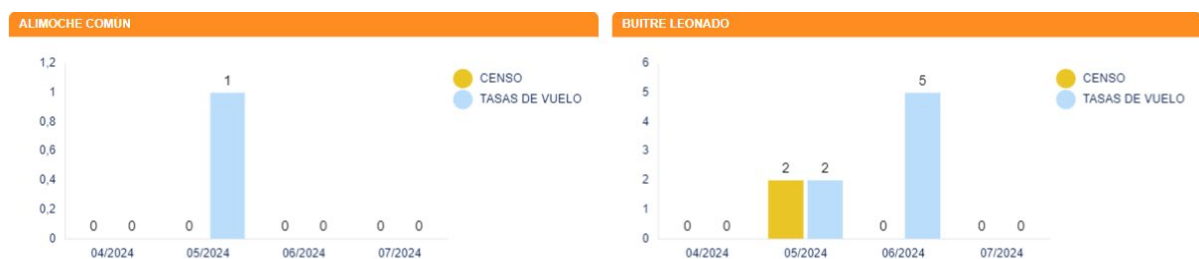 ALIMOCHE COMÚN
1,2
1
0,8
0,6
0,4
0,2
0
1
0 0 0 0 0 0 0
04/2024 05/2024 06/2024 07/2024
CENSO
TASAS DE VUELO
BUITRE LEONADO
6
5
4
3
2
1
0
5
2 2
0 0 0 0 0
04/2024 05/2024 06/2024 07/2024
CENSO
TASAS DE VUELO